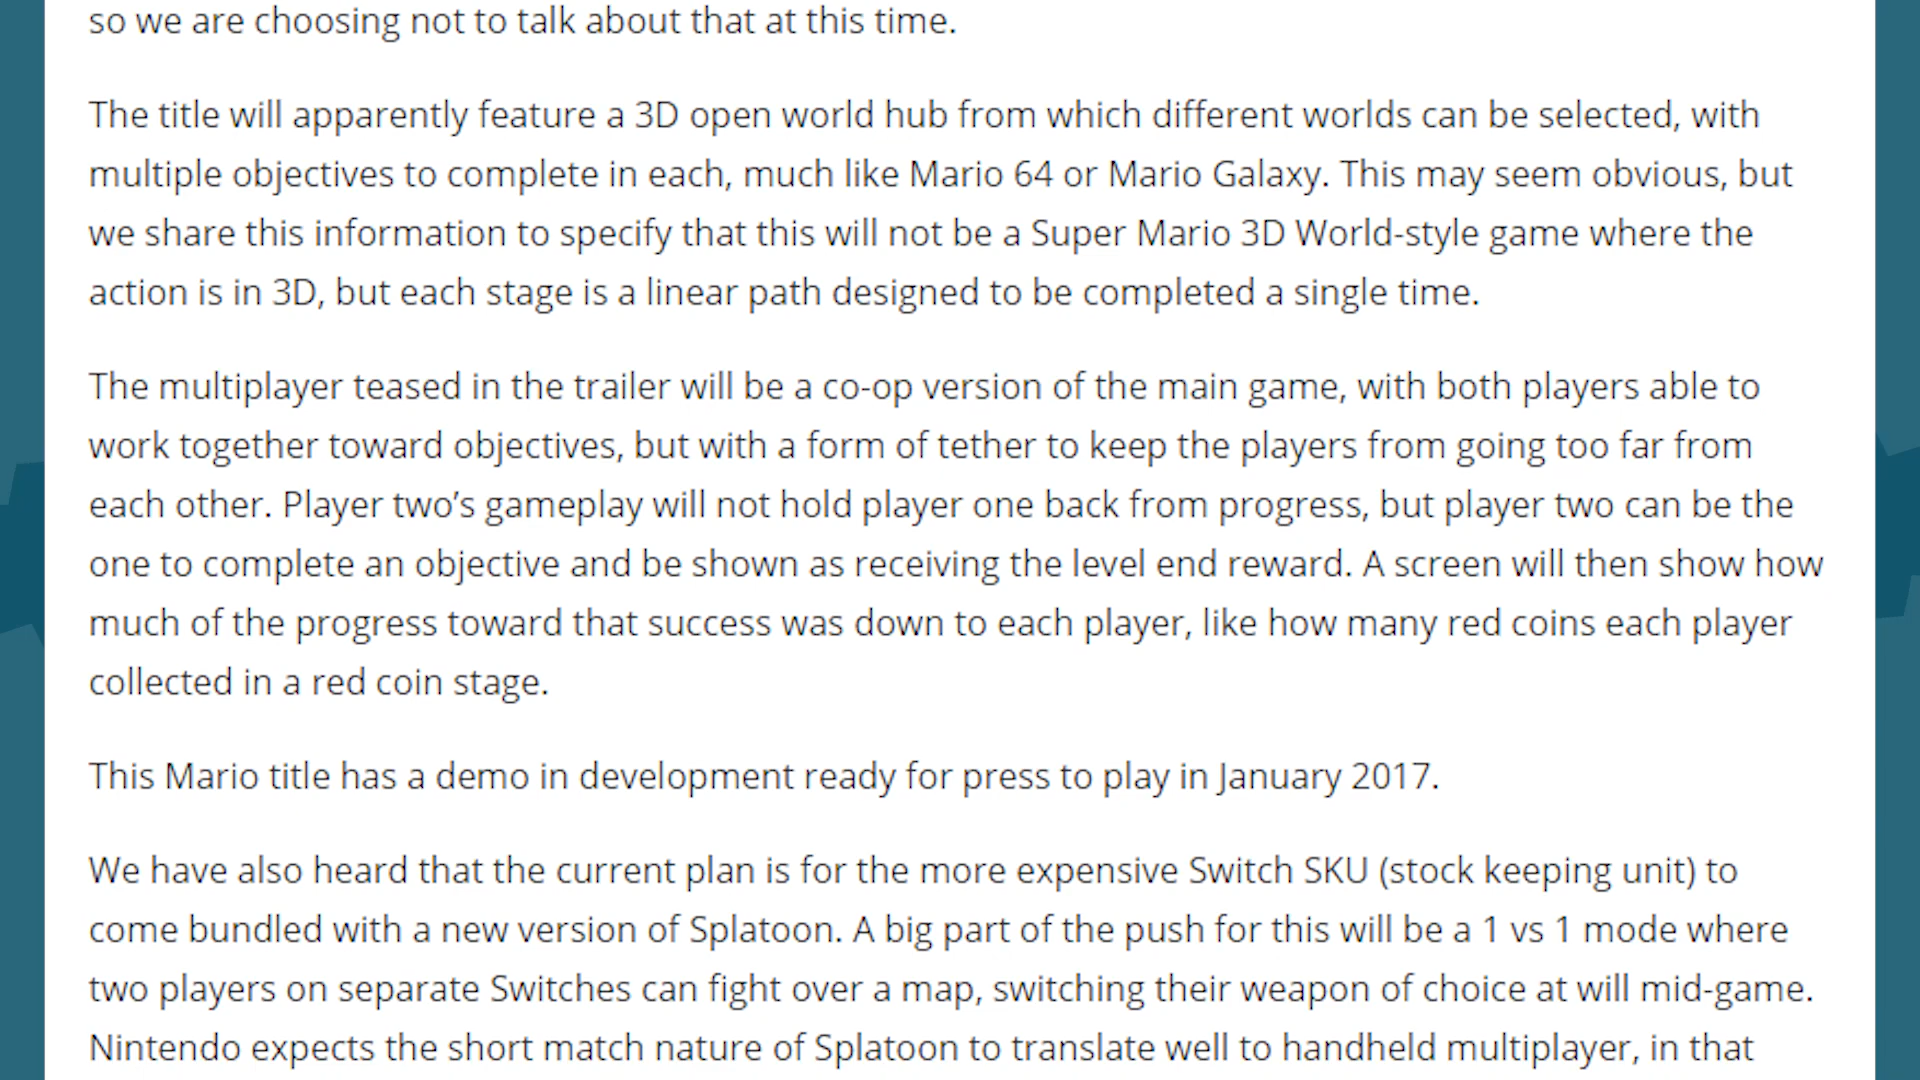 so we are choosing not to talk about that at this time.
The title will apparently feature a 3D open world hub from which different worlds can be selected, with
multiple objectives to complete in each, much like Mario 64 or Mario Galaxy. This may seem obvious, but
we share this information to specify that this will not be a Super Mario 3D World-style game where the
action is in 3D, but each stage is a linear path designed to be completed a single time.
The multiplayer teased in the trailer will be a co-op version of the main game, with both players able to
work together toward objectives, but with a form of tether to keep the players from going too far from
each other. Player two’s gameplay will not hold player one back from progress, but player two can be the
one to complete an objective and be shown as receiving the level end reward. A screen will then show how
much of the progress toward that success was down to each player, like how many red coins each player
collected in a red coin stage.
This Mario title has a demo in development ready for press to play in January 2017.
We have also heard that the current plan is for the more expensive Switch SKU (stock keeping unit) to
come bundled with a new version of Splatoon. A big part of the push for this will be a 1 vs 1 mode where
two players on separate Switches can fight over a map, switching their weapon of choice at will mid-game.
Nintendo expects the short match nature of Splatoon to translate well to handheld multiplayer, in that